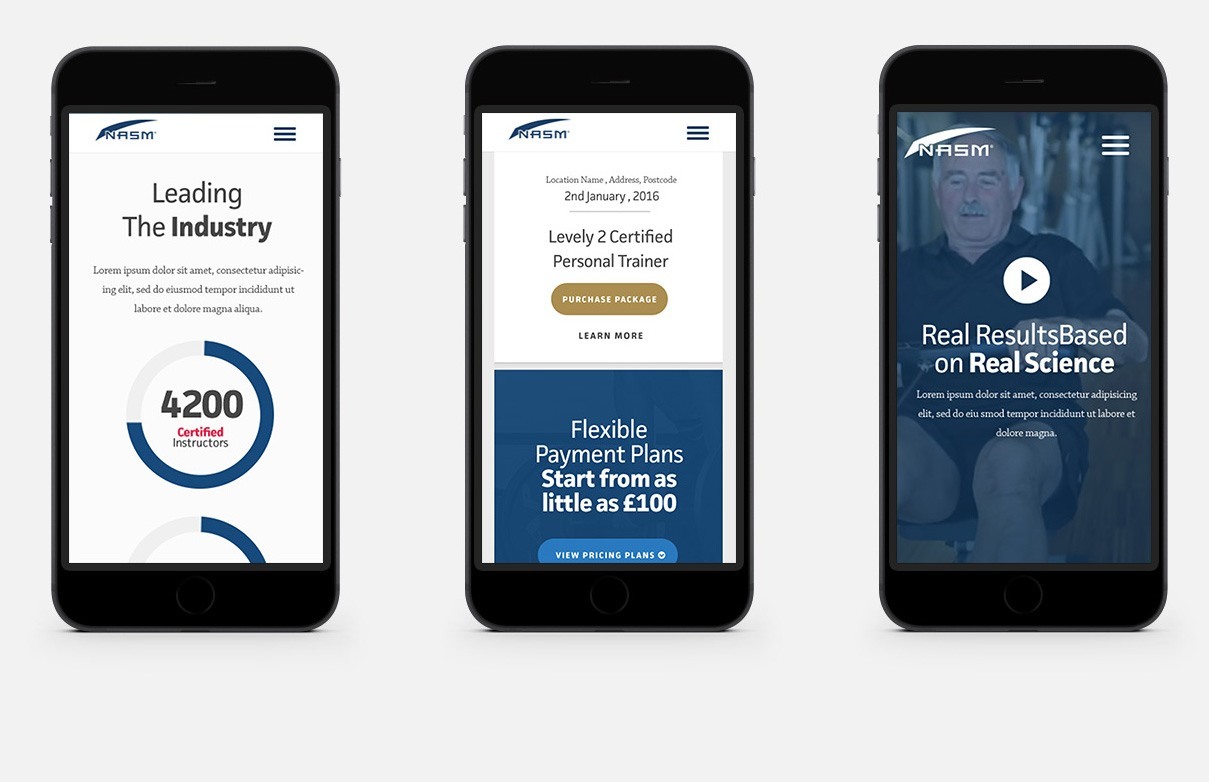 NASM
Leading
The Industry
Lorem ipsum dolor sit amet, consectetur adipisic-
ing elit, sed do eiusmod tempor incididunt ut
labore et dolore magna aliqua.
4200
Certified
Instructors
NASM
Location Name , Address, Postcode
2nd January , 2016
Levely 2 Certified
Personal Trainer
PURCHASE PACKAGE
LEARN MORE
Flexible
Payment Plans
Start from as
little as £100
VIEW PRICING PLANS
NASM
Real ResultsBased
on Real Science
Lorem ipsum dolor sit amet, consectetur adipisicing
elit, sed do eiu smod tempor incididunt ut labore et
dolore magna.